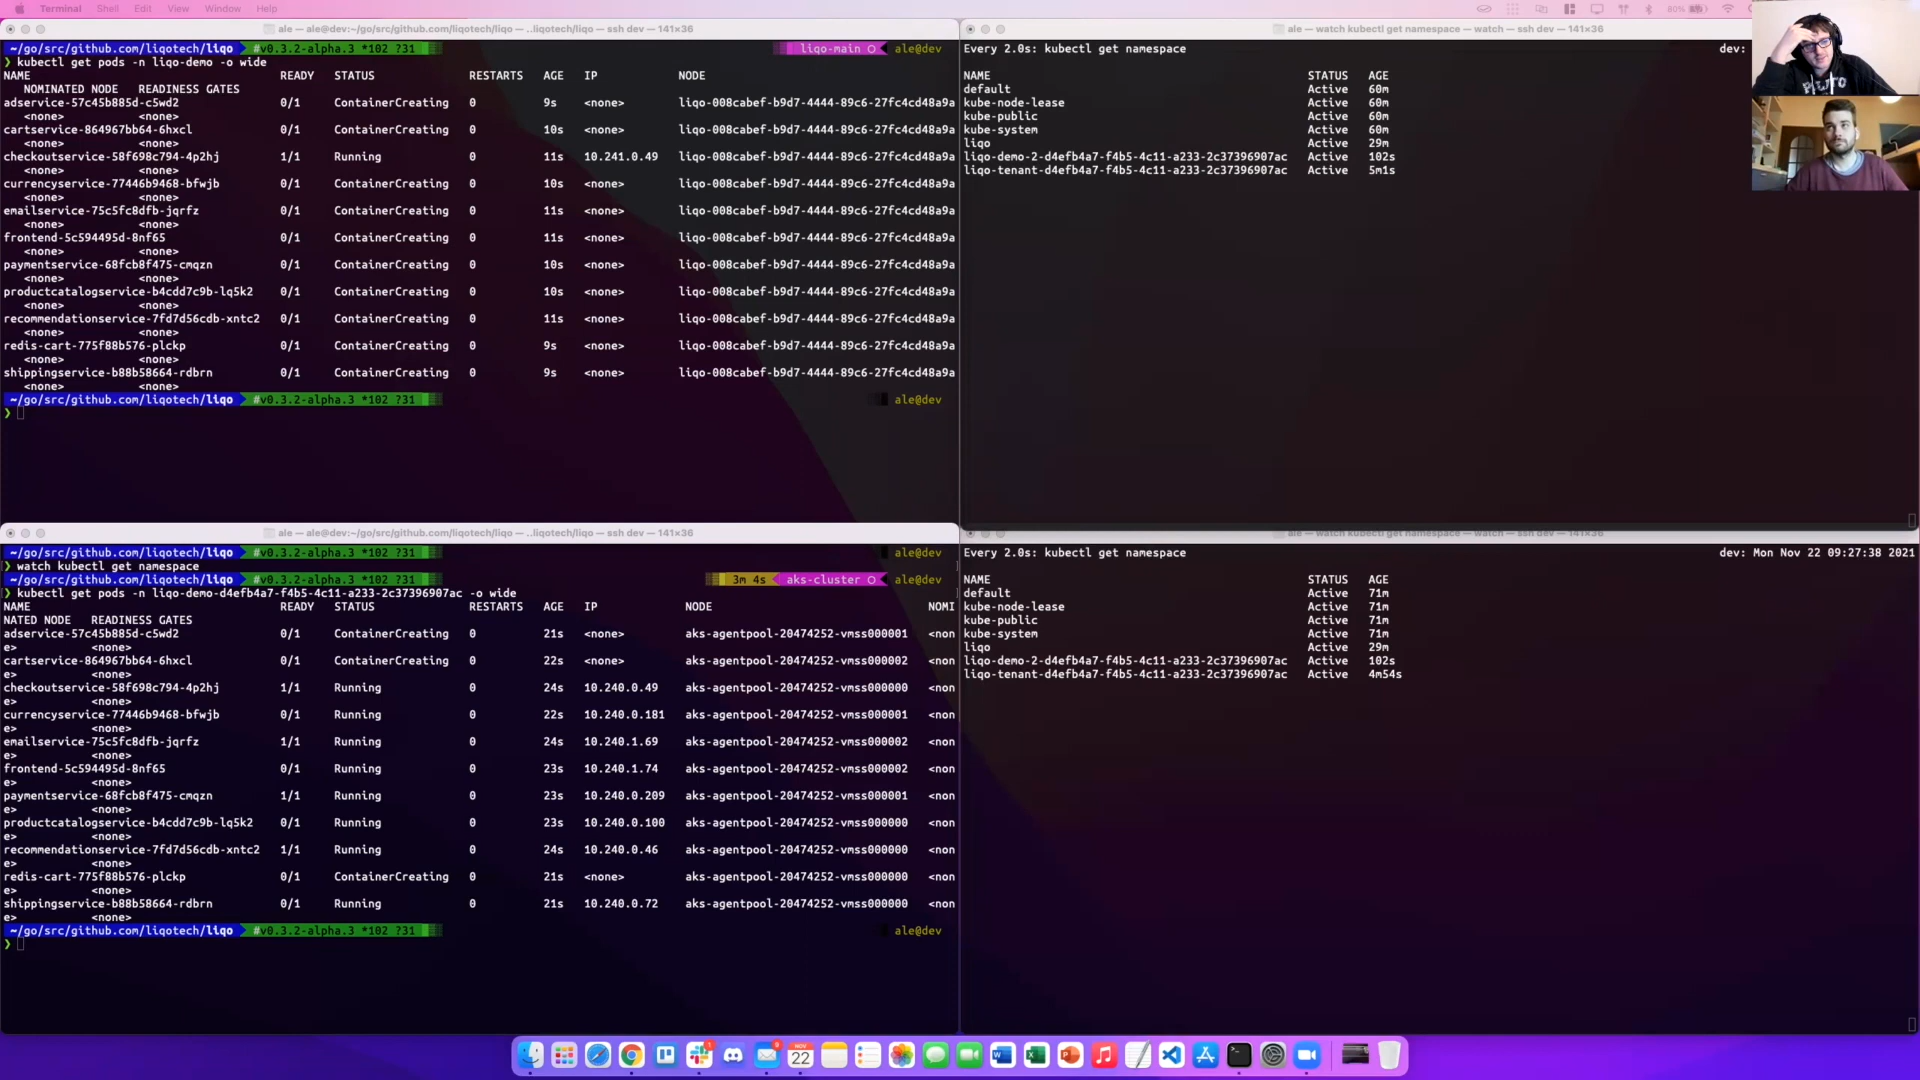 Terminal Shell Edit View Window Help 80%
ale — ale@dev:~/go/src/github.com/liqotech/liqo — ..liqotech/liqo — ssh dev — 141×36
~/go/src/github.com/liqotech/liqo #v0.3.2-alpha.3 *102 ?31 liqo-main ale@dev
❯ kubectl get pods -n liqo-demo -o wide
NAME READY STATUS RESTARTS AGE IP NODE
NOMINATED NODE READINESS GATES
adservice-57c45b885d-c5wd2 0/1 ContainerCreating 0 9s <none> liqo-008cabef-b9d7-4444-89c6-27fc4cd48a9a
<none> <none>
cartservice-864967bb64-6hxcl 0/1 ContainerCreating 0 10s <none> liqo-008cabef-b9d7-4444-89c6-27fc4cd48a9a
<none> <none>
checkoutservice-58f698c794-4p2hj 1/1 Running 0 11s 10.241.0.49 liqo-008cabef-b9d7-4444-89c6-27fc4cd48a9a
<none> <none>
currencyservice-77446b9468-bfwjb 0/1 ContainerCreating 0 10s <none> liqo-008cabef-b9d7-4444-89c6-27fc4cd48a9a
<none> <none>
emailservice-75c5fc8dfb-jqrfz 0/1 ContainerCreating 0 11s <none> liqo-008cabef-b9d7-4444-89c6-27fc4cd48a9a
<none> <none>
frontend-5c594495d-8nf65 0/1 ContainerCreating 0 11s <none> liqo-008cabef-b9d7-4444-89c6-27fc4cd48a9a
<none> <none>
paymentservice-68fcb8f475-cmqzn 0/1 ContainerCreating 0 10s <none> liqo-008cabef-b9d7-4444-89c6-27fc4cd48a9a
<none> <none>
productcatalogservice-b4cdd7c9b-lq5k2 0/1 ContainerCreating 0 10s <none> liqo-008cabef-b9d7-4444-89c6-27fc4cd48a9a
<none> <none>
recommendationservice-7fd7d56cdb-xntc2 0/1 ContainerCreating 0 11s <none> liqo-008cabef-b9d7-4444-89c6-27fc4cd48a9a
<none> <none>
redis-cart-775f88b576-plckp 0/1 ContainerCreating 0 9s <none> liqo-008cabef-b9d7-4444-89c6-27fc4cd48a9a
<none> <none>
shippingservice-b88b58664-rdbrn 0/1 ContainerCreating 0 9s <none> liqo-008cabef-b9d7-4444-89c6-27fc4cd48a9a
<none> <none>
~/go/src/github.com/liqotech/liqo #v0.3.2-alpha.3 *102 ?31 ale@dev
❯
ale — watch kubectl get namespace — watch — ssh dev — 141×36
Every 2.0s: kubectl get namespace dev:
NAME STATUS AGE
default Active 60m
kube-node-lease Active 60m
kube-public Active 60m
kube-system Active 60m
liqo Active 29m
liqo-demo-2-d4efb4a7-f4b5-4c11-a233-2c37396907ac Active 102s
liqo-tenant-d4efb4a7-f4b5-4c11-a233-2c37396907ac Active 5m1s
ale — ale@dev:~/go/src/github.com/liqotech/liqo — ..liqotech/liqo — ssh dev — 141×36
~/go/src/github.com/liqotech/liqo #v0.3.2-alpha.3 *102 ?31 ale@dev
❯ watch kubectl get namespace
~/go/src/github.com/liqotech/liqo #v0.3.2-alpha.3 *102 ?31 3m 4s aks-cluster ale@dev
❯ kubectl get pods -n liqo-demo-d4efb4a7-f4b5-4c11-a233-2c37396907ac -o wide
NAME READY STATUS RESTARTS AGE IP NODE NOMI
NATED NODE READINESS GATES
adservice-57c45b885d-c5wd2 0/1 ContainerCreating 0 21s <none> aks-agentpool-20474252-vmss000001 <non
e> <none>
cartservice-864967bb64-6hxcl 0/1 ContainerCreating 0 22s <none> aks-agentpool-20474252-vmss000002 <non
e> <none>
checkoutservice-58f698c794-4p2hj 1/1 Running 0 24s 10.240.0.49 aks-agentpool-20474252-vmss000000 <non
e> <none>
currencyservice-77446b9468-bfwjb 0/1 Running 0 22s 10.240.0.181 aks-agentpool-20474252-vmss000001 <non
e> <none>
emailservice-75c5fc8dfb-jqrfz 1/1 Running 0 24s 10.240.1.69 aks-agentpool-20474252-vmss000002 <non
e> <none>
frontend-5c594495d-8nf65 0/1 Running 0 23s 10.240.1.74 aks-agentpool-20474252-vmss000002 <non
e> <none>
paymentservice-68fcb8f475-cmqzn 1/1 Running 0 23s 10.240.0.209 aks-agentpool-20474252-vmss000001 <non
e> <none>
productcatalogservice-b4cdd7c9b-lq5k2 0/1 Running 0 23s 10.240.0.100 aks-agentpool-20474252-vmss000000 <non
e> <none>
recommendationservice-7fd7d56cdb-xntc2 1/1 Running 0 24s 10.240.0.46 aks-agentpool-20474252-vmss000000 <non
e> <none>
redis-cart-775f88b576-plckp 0/1 ContainerCreating 0 21s <none> aks-agentpool-20474252-vmss000000 <non
e> <none>
shippingservice-b88b58664-rdbrn 0/1 Running 0 21s 10.240.0.72 aks-agentpool-20474252-vmss000000 <non
e> <none>
~/go/src/github.com/liqotech/liqo #v0.3.2-alpha.3 *102 ?31 ale@dev
❯
ale — watch kubectl get namespace — watch — ssh dev — 141×36
Every 2.0s: kubectl get namespace dev: Mon Nov 22 09:27:38 2021
NAME STATUS AGE
default Active 71m
kube-node-lease Active 71m
kube-public Active 71m
kube-system Active 71m
liqo Active 29m
liqo-demo-2-d4efb4a7-f4b5-4c11-a233-2c37396907ac Active 102s
liqo-tenant-d4efb4a7-f4b5-4c11-a233-2c37396907ac Active 4m54s
NOV
22